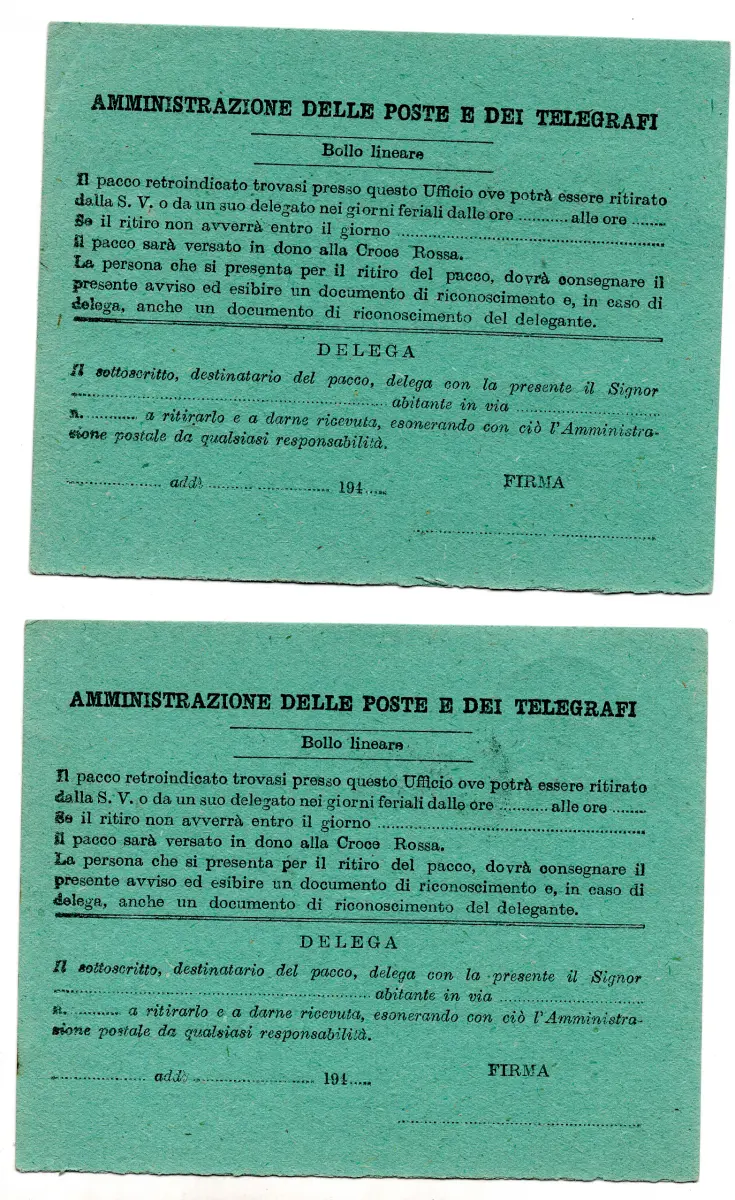 AMMINISTRAZIONE DELLE POSTE E DEI TELEGRAFI
Bollo lineare
Il pacco retroindicato trovasi presso questo Ufficio ove potrà essere ritirato
dalla S. V. o da un suo delegato nei giorni feriali dalle ore ........... alle ore .......
Se il ritiro non avverrà entro il giorno ............................................................
il pacco sarà versato in dono alla Croce Rossa.
La persona che si presenta per il ritiro del pacco, dovrà consegnare il
presente avviso ed esibire un documento di riconoscimento e, in caso di
delega, anche un documento di riconoscimento del delegante.
DELEGA
Il sottoscritto, destinatario del pacco, delega con la presente il Signor
............................................................ abitante in via ..............................
n. ........... a ritirarlo e a darne ricevuta, esonerando con ciò l'Amministra-
zione postale da qualsiasi responsabilità.
.................... addì ......................... 194..... FIRMA
..................................................
AMMINISTRAZIONE DELLE POSTE E DEI TELEGRAFI
Bollo lineare
Il pacco retroindicato trovasi presso questo Ufficio ove potrà essere ritirato
dalla S. V. o da un suo delegato nei giorni feriali dalle ore ........... alle ore .......
Se il ritiro non avverrà entro il giorno ............................................................
il pacco sarà versato in dono alla Croce Rossa.
La persona che si presenta per il ritiro del pacco, dovrà consegnare il
presente avviso ed esibire un documento di riconoscimento e, in caso di
delega, anche un documento di riconoscimento del delegante.
DELEGA
Il sottoscritto, destinatario del pacco, delega con la presente il Signor
............................................................ abitante in via ..............................
n. ........... a ritirarlo e a darne ricevuta, esonerando con ciò l'Amministra-
zione postale da qualsiasi responsabilità.
.................... addì ......................... 194..... FIRMA
..................................................